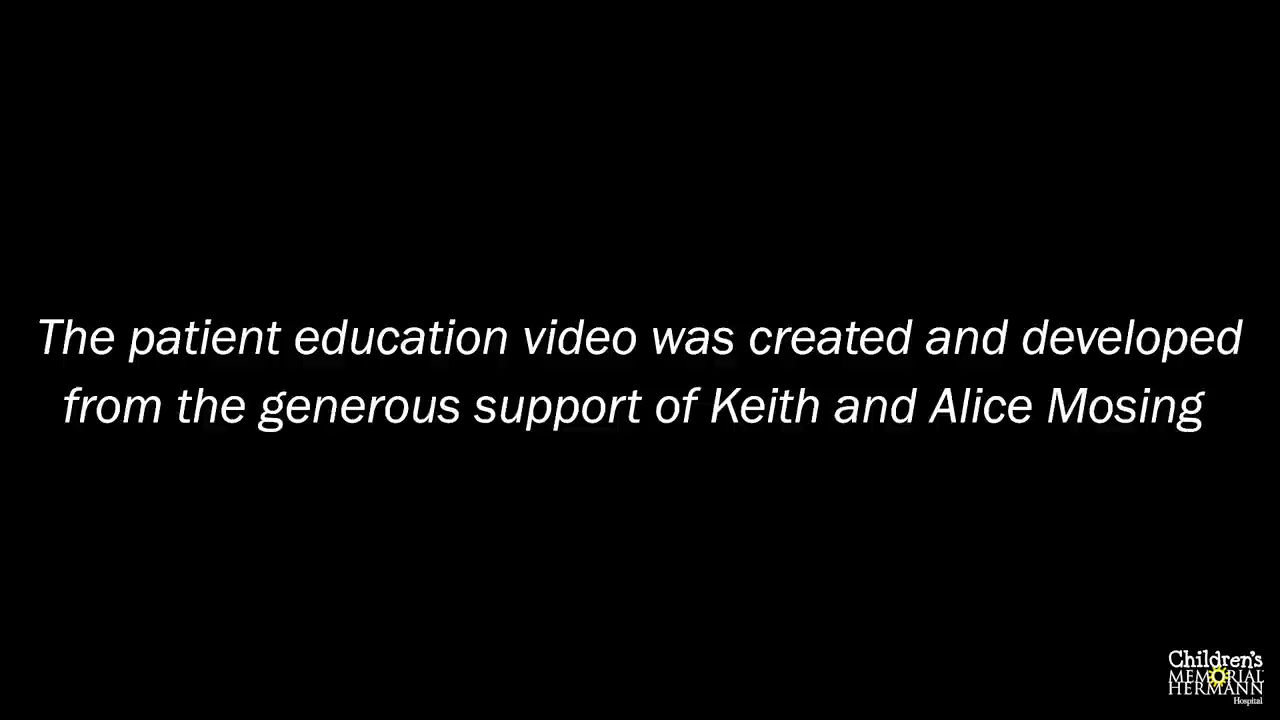 The patient education video was created and developed
from the generous support of Keith and Alice Mosing
Children's
MEMORIAL
HERMANN
Hospital